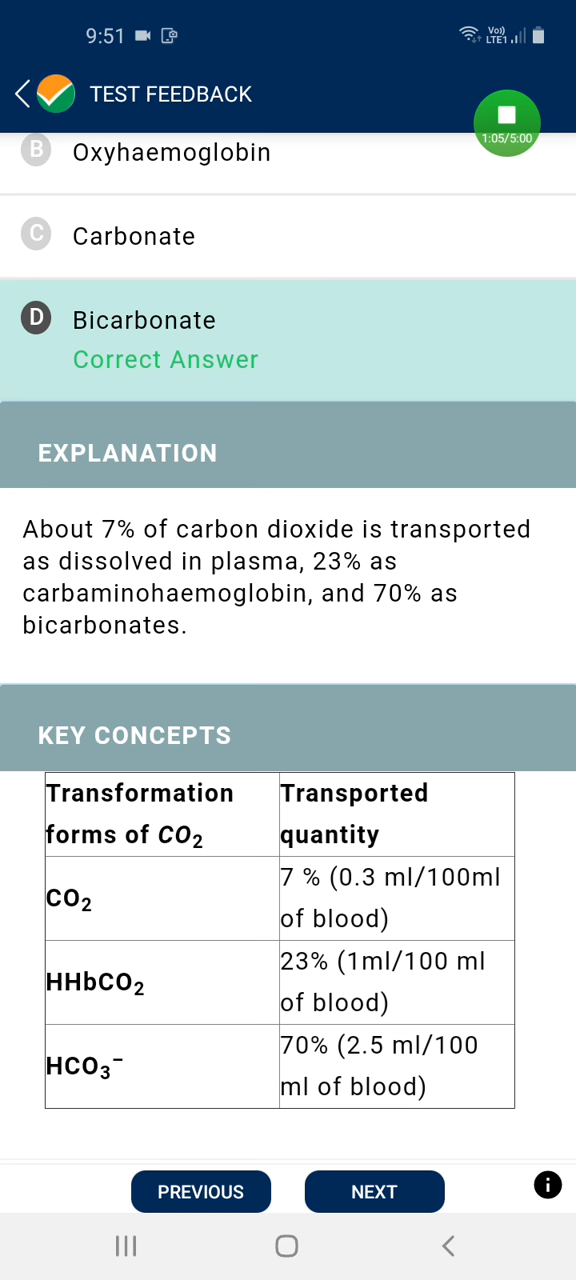 9:51
Vo)) LTE1
TEST FEEDBACK
1:05/5:00
B Oxyhaemoglobin
C Carbonate
D Bicarbonate
Correct Answer
EXPLANATION
About 7% of carbon dioxide is transported
as dissolved in plasma, 23% as
carbaminohaemoglobin, and 70% as
bicarbonates.
KEY CONCEPTS
Transformation forms of CO₂
Transported quantity
CO₂
7 % (0.3 ml/100ml of blood)
HHbCO₂
23% (1ml/100 ml of blood)
HCO₃⁻
70% (2.5 ml/100 ml of blood)
PREVIOUS
NEXT
i